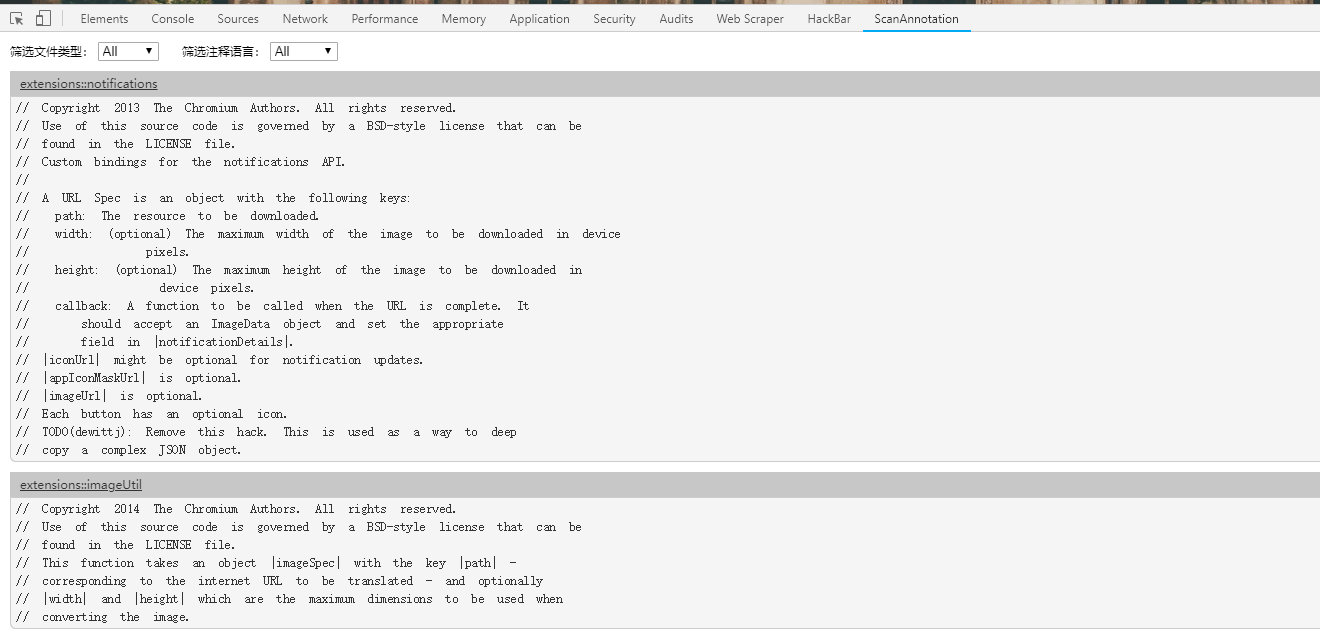 Elements Console Sources Network Performance Memory Application Security Audits Web Scraper HackBar ScanAnnotation
筛选文件类型： All 筛选注释语言： All
extensions::notifications
// Copyright 2013 The Chromium Authors. All rights reserved.
// Use of this source code is governed by a BSD-style license that can be
// found in the LICENSE file.
// Custom bindings for the notifications API.
//
// A URL Spec is an object with the following keys:
// path: The resource to be downloaded.
// width: (optional) The maximum width of the image to be downloaded in device
// pixels.
// height: (optional) The maximum height of the image to be downloaded in
// device pixels.
// callback: A function to be called when the URL is complete. It
// should accept an ImageData object and set the appropriate
// field in |notificationDetails|.
// |iconUrl| might be optional for notification updates.
// |appIconMaskUrl| is optional.
// |imageUrl| is optional.
// Each button has an optional icon.
// TODO(dewittj): Remove this hack. This is used as a way to deep
// copy a complex JSON object.
extensions::imageUtil
// Copyright 2014 The Chromium Authors. All rights reserved.
// Use of this source code is governed by a BSD-style license that can be
// found in the LICENSE file.
// This function takes an object |imageSpec| with the key |path| -
// corresponding to the internet URL to be translated - and optionally
// |width| and |height| which are the maximum dimensions to be used when
// converting the image.